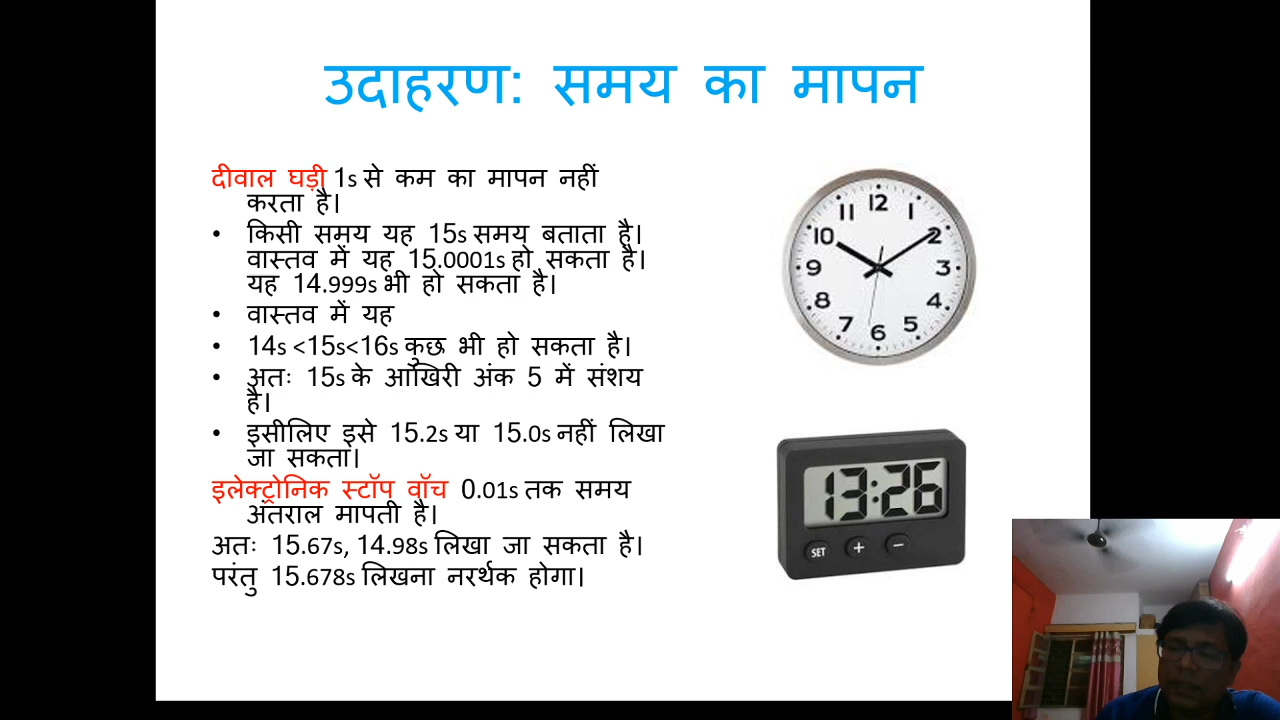 उदाहरण: समय का मापन
दीवाल घड़ी 1s से कम का मापन नहीं
करता है।
• किसी समय यह 15s समय बताता है।
वास्तव में यह 15.0001s हो सकता है।
यह 14.999s भी हो सकता है।
• वास्तव में यह
• 14s <15s<16s कुछ भी हो सकता है।
• अतः 15s के आखिरी अंक 5 में संशय
है।
• इसीलिए इसे 15.2s या 15.0s नहीं लिखा
जा सकता।
इलेक्ट्रोनिक स्टॉप वॉच 0.01s तक समय
अंतराल मापती है।
अतः 15.67s, 14.98s लिखा जा सकता है।
परंतु 15.678s लिखना नरर्थक होगा।
12
11 1
10 2
9 3
8 4
7 5
6
13:26
SET + −